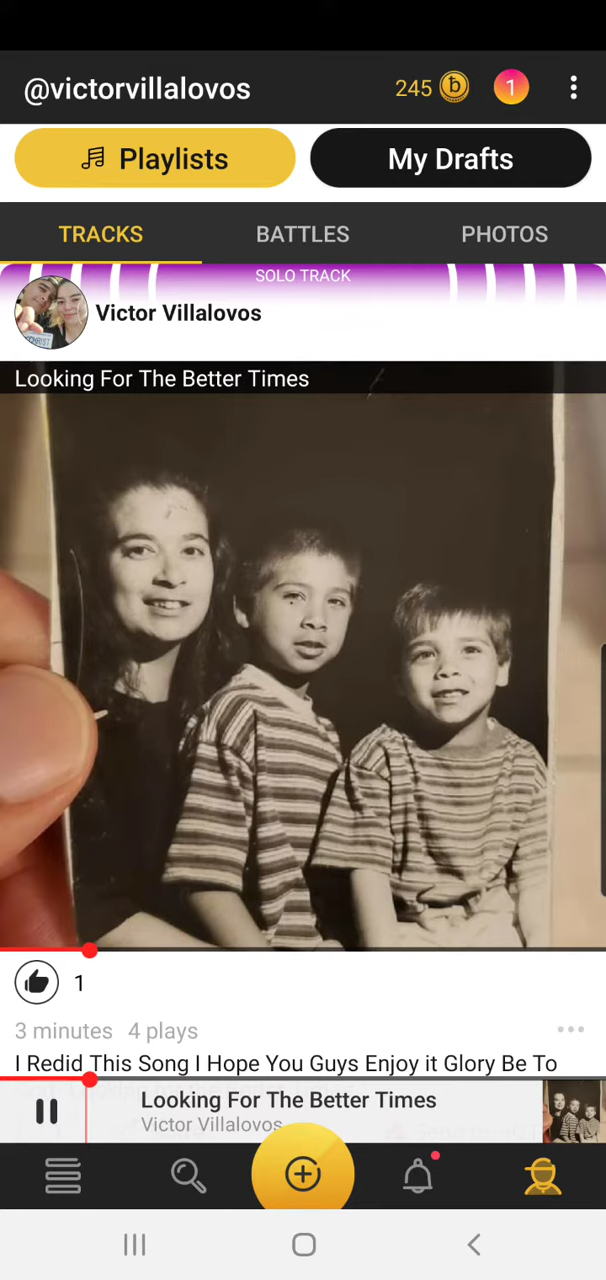 @victorvillalovos 245 1
Playlists My Drafts
TRACKS BATTLES PHOTOS
SOLO TRACK
Victor Villalovos
Looking For The Better Times
1
3 minutes 4 plays
I Redid This Song I Hope You Guys Enjoy it Glory Be To
Looking For The Better Times
Victor Villalovos